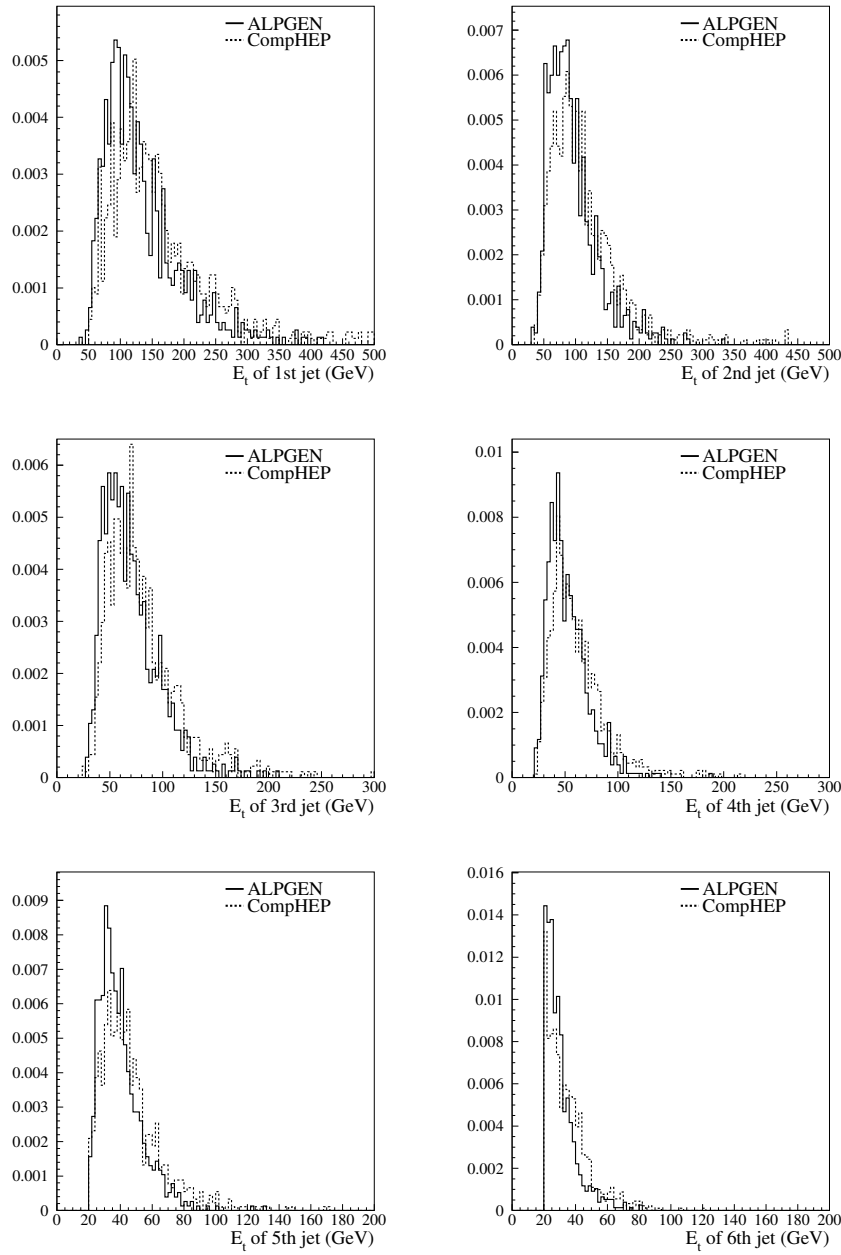 ALPGEN
CompHEP
0.005
0.004
0.003
0.002
0.001
0
0 50 100 150 200 250 300 350 400 450 500
E_t of 1st jet (GeV)
ALPGEN
CompHEP
0.007
0.006
0.005
0.004
0.003
0.002
0.001
0
0 50 100 150 200 250 300 350 400 450 500
E_t of 2nd jet (GeV)
ALPGEN
CompHEP
0.006
0.005
0.004
0.003
0.002
0.001
0
0 50 100 150 200 250 300
E_t of 3rd jet (GeV)
ALPGEN
CompHEP
0.01
0.008
0.006
0.004
0.002
0
0 50 100 150 200 250 300
E_t of 4th jet (GeV)
ALPGEN
CompHEP
0.009
0.008
0.007
0.006
0.005
0.004
0.003
0.002
0.001
0
0 20 40 60 80 100 120 140 160 180 200
E_t of 5th jet (GeV)
ALPGEN
CompHEP
0.016
0.014
0.012
0.01
0.008
0.006
0.004
0.002
0
0 20 40 60 80 100 120 140 160 180 200
E_t of 6th jet (GeV)